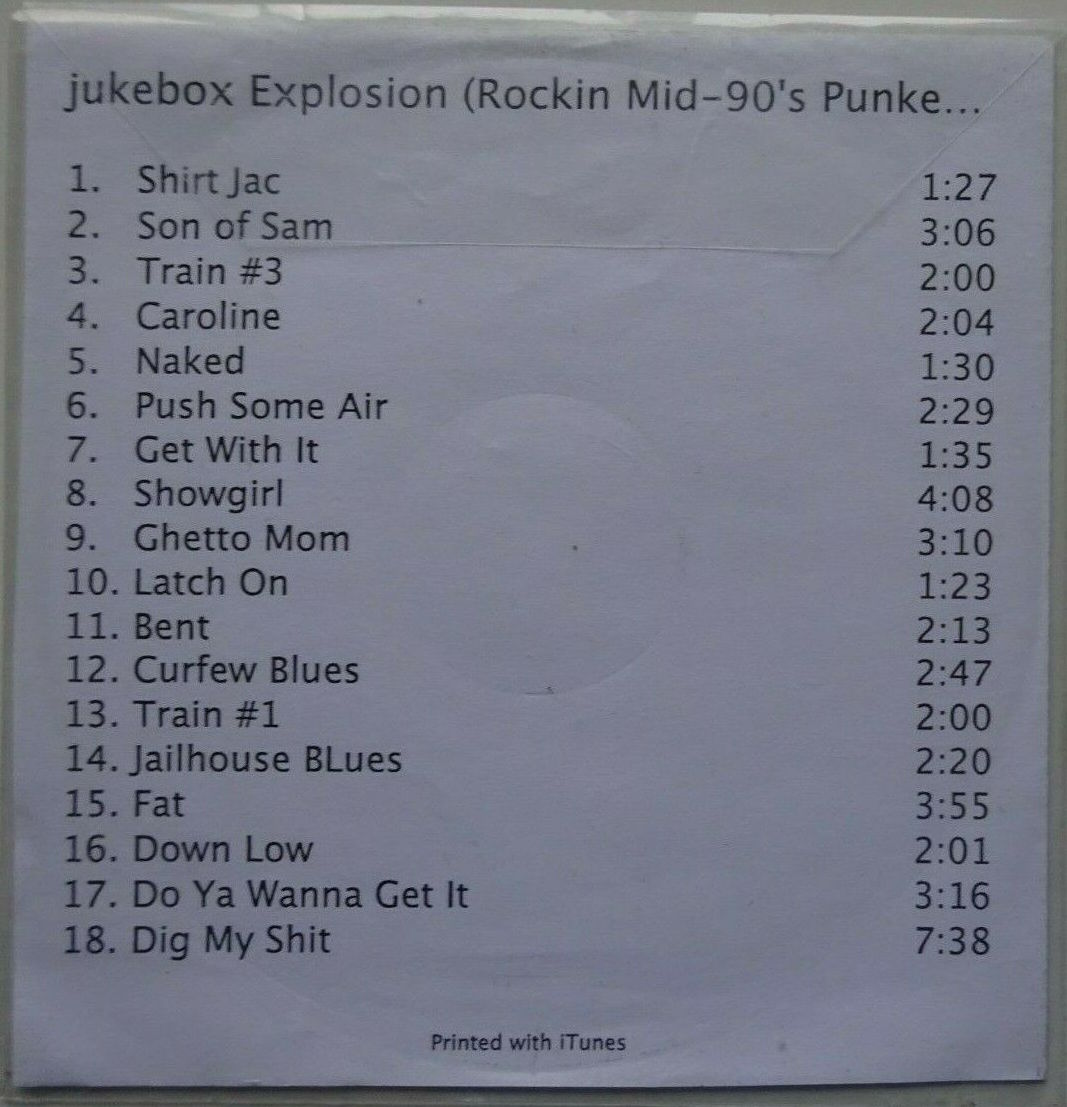 jukebox Explosion (Rockin Mid-90's Punke...
1. Shirt Jac 1:27
2. Son of Sam 3:06
3. Train #3 2:00
4. Caroline 2:04
5. Naked 1:30
6. Push Some Air 2:29
7. Get With It 1:35
8. Showgirl 4:08
9. Ghetto Mom 3:10
10. Latch On 1:23
11. Bent 2:13
12. Curfew Blues 2:47
13. Train #1 2:00
14. Jailhouse BLues 2:20
15. Fat 3:55
16. Down Low 2:01
17. Do Ya Wanna Get It 3:16
18. Dig My Shit 7:38
Printed with iTunes